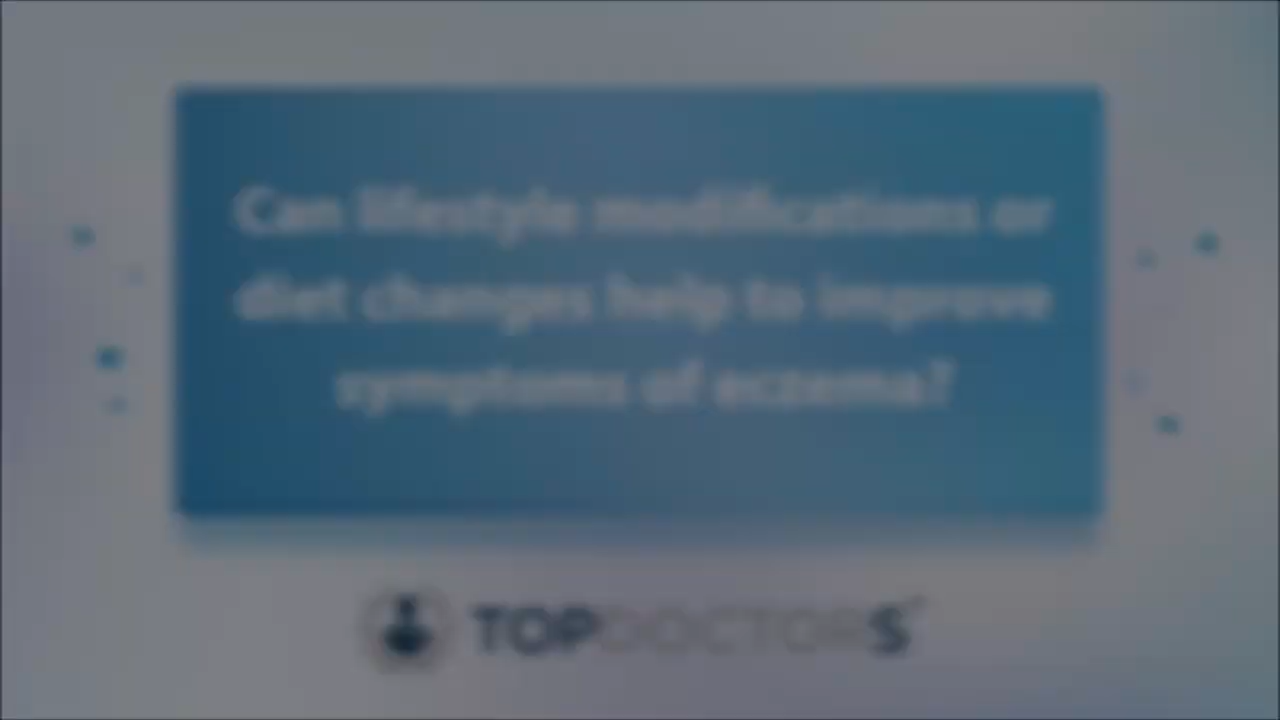 Can lifestyle modifications or
diet changes help to improve
symptoms of eczema?
TOPDOCTORS